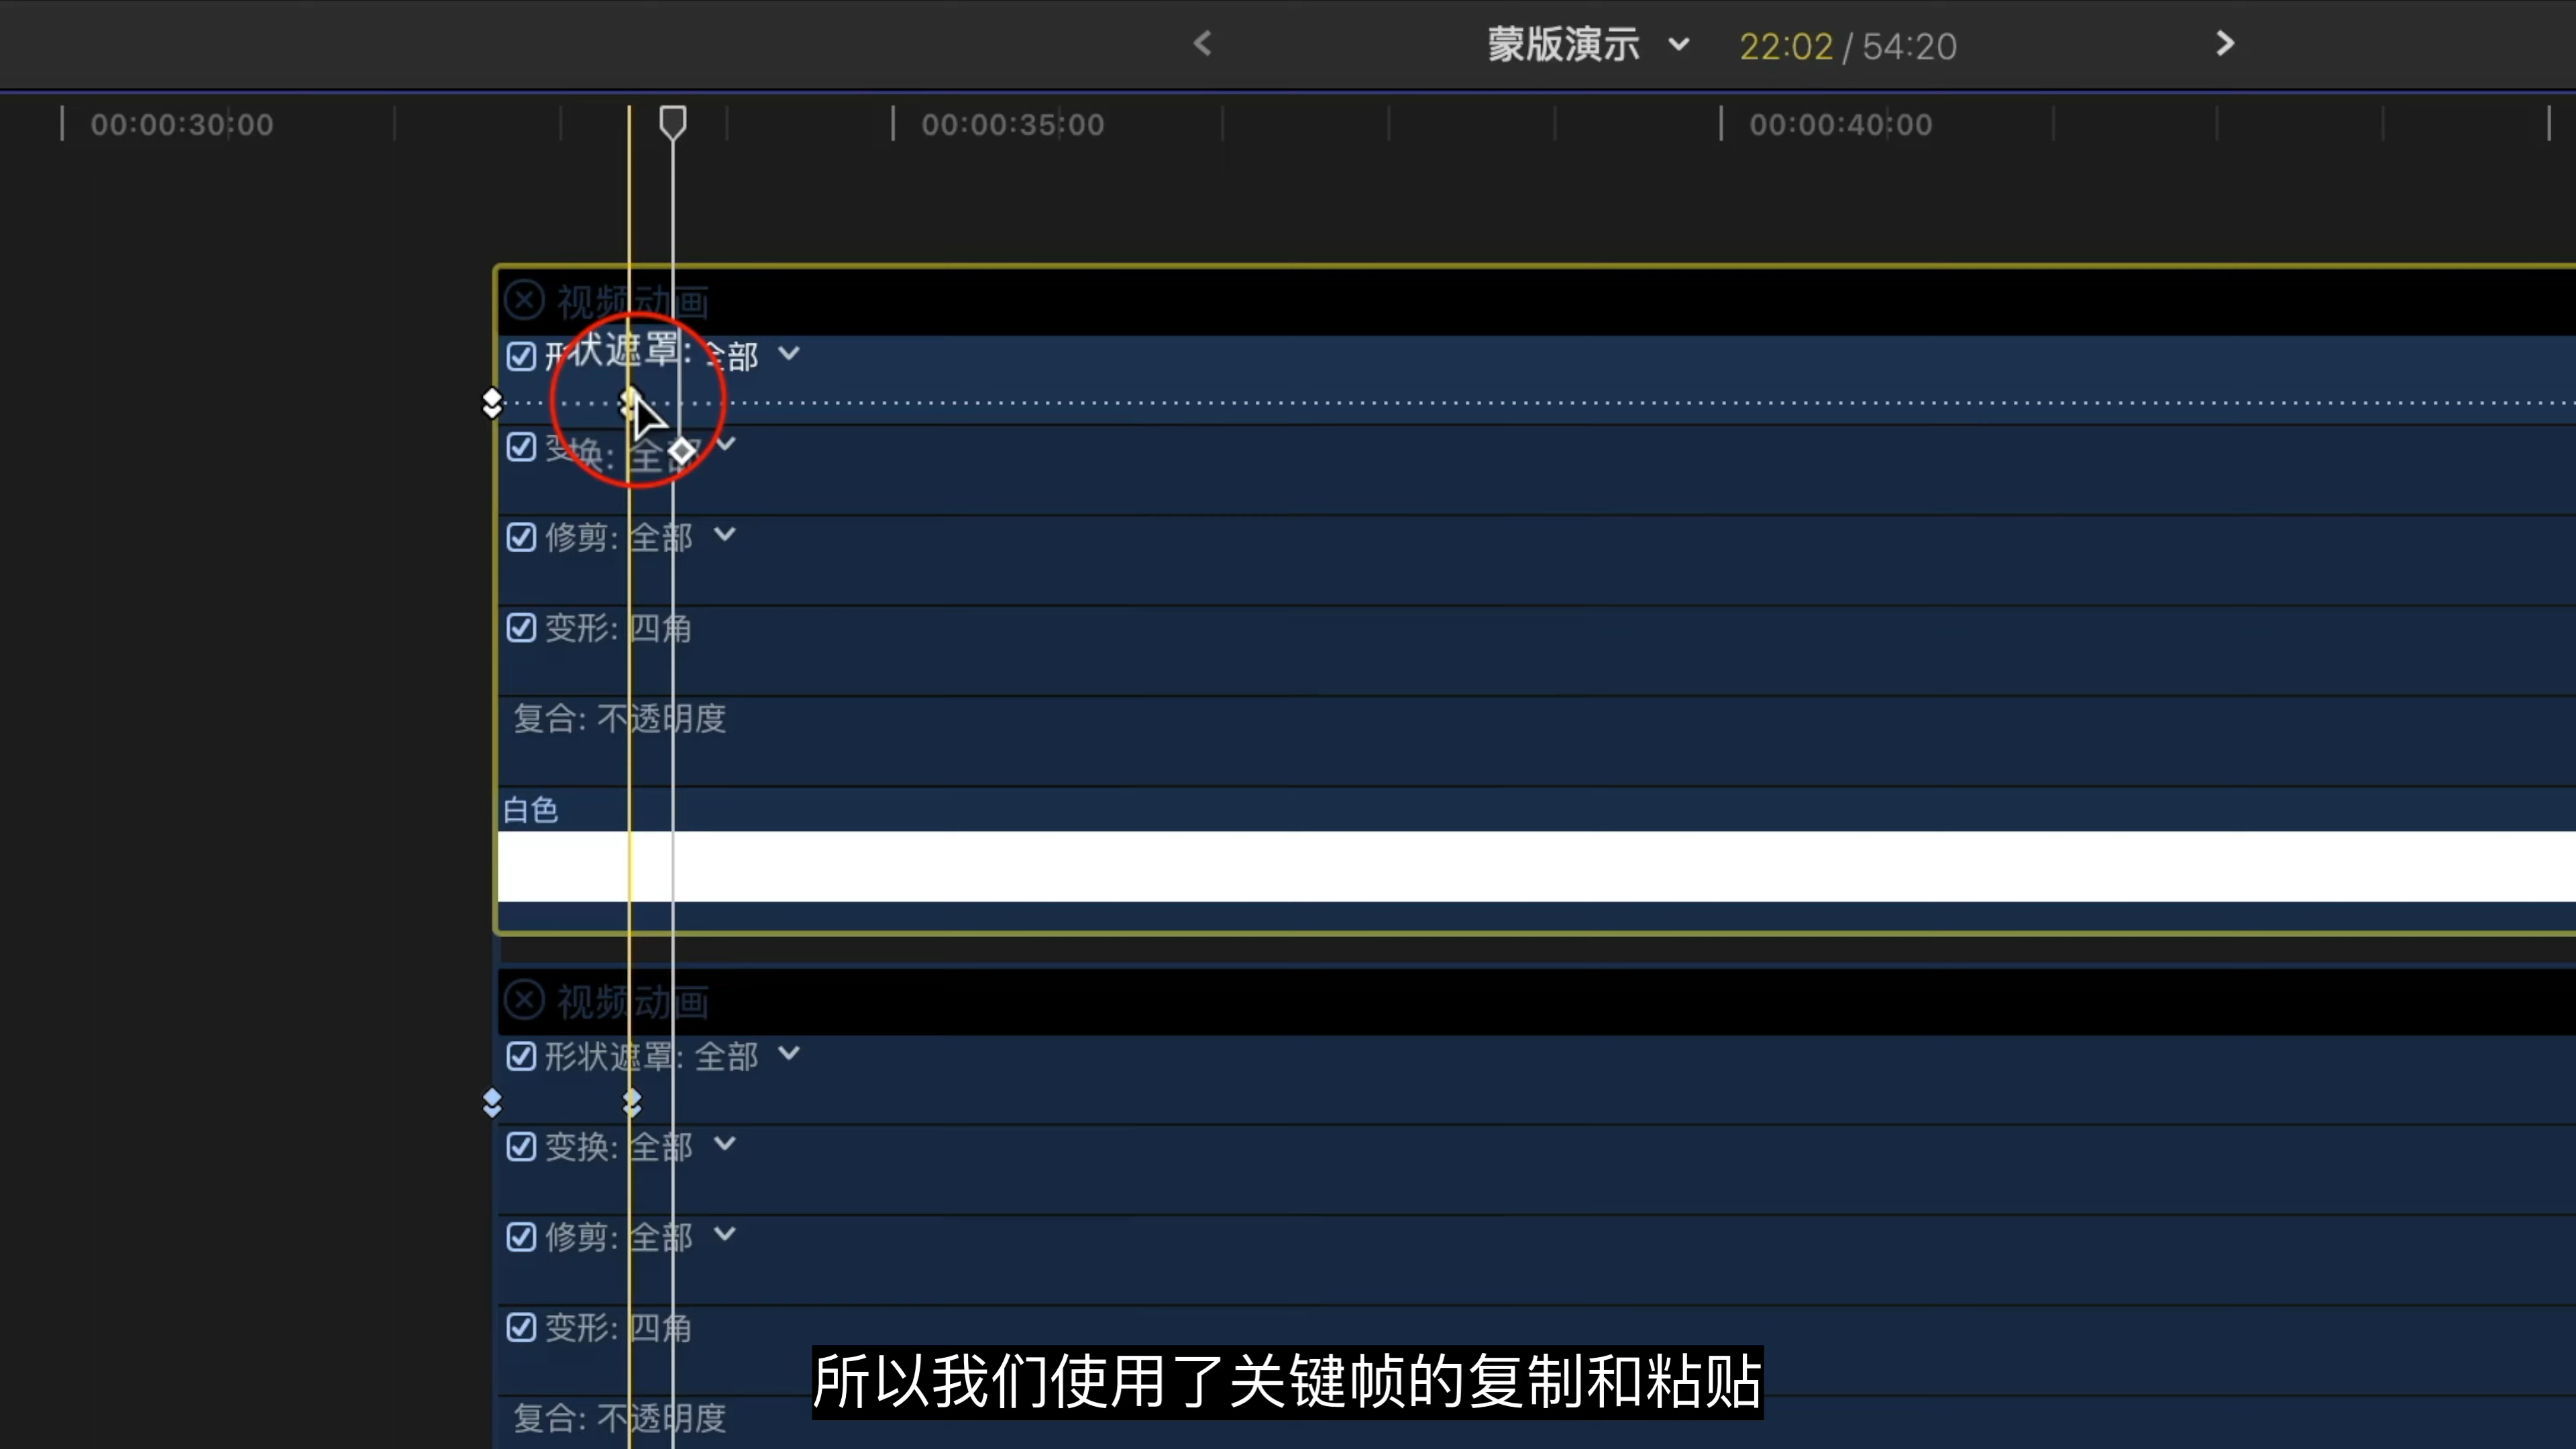 蒙版演示 22:02 / 54:20
00:00:30:00 00:00:35:00 00:00:40:00
视频动画
形状遮罩: 全部
变换: 全部
修剪: 全部
变形: 四角
复合: 不透明度
白色
视频动画
形状遮罩: 全部
变换: 全部
修剪: 全部
变形: 四角
复合: 不透明度
所以我们使用了关键帧的复制和粘贴